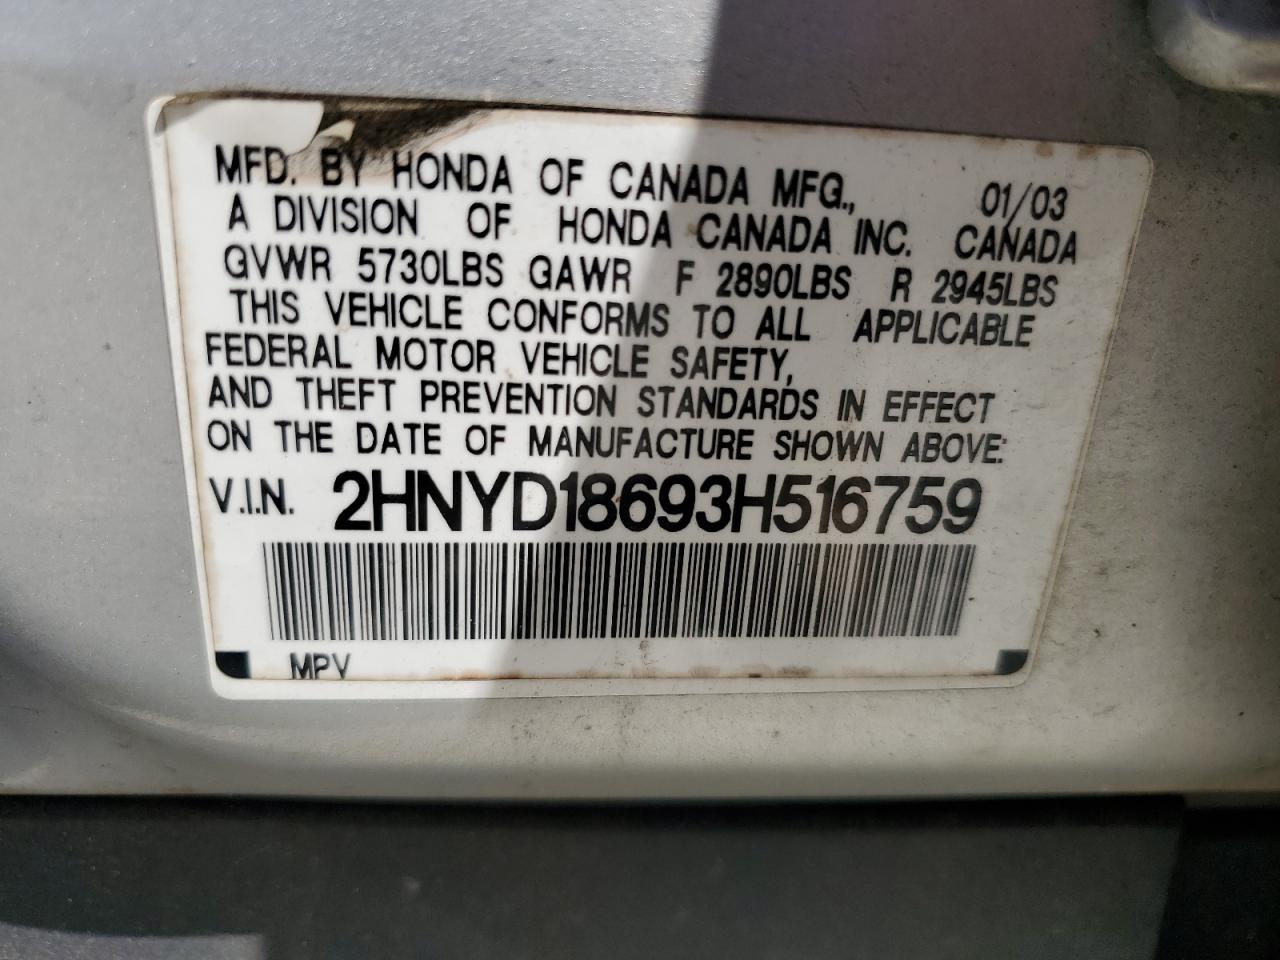 MFD. BY HONDA OF CANADA MFG., 01/03
A DIVISION OF HONDA CANADA INC. CANADA
GVWR 5730LBS GAWR F 2890LBS R 2945LBS
THIS VEHICLE CONFORMS TO ALL APPLICABLE
FEDERAL MOTOR VEHICLE SAFETY,
AND THEFT PREVENTION STANDARDS IN EFFECT
ON THE DATE OF MANUFACTURE SHOWN ABOVE:
V.I.N. 2HNYD18693H516759
MPV